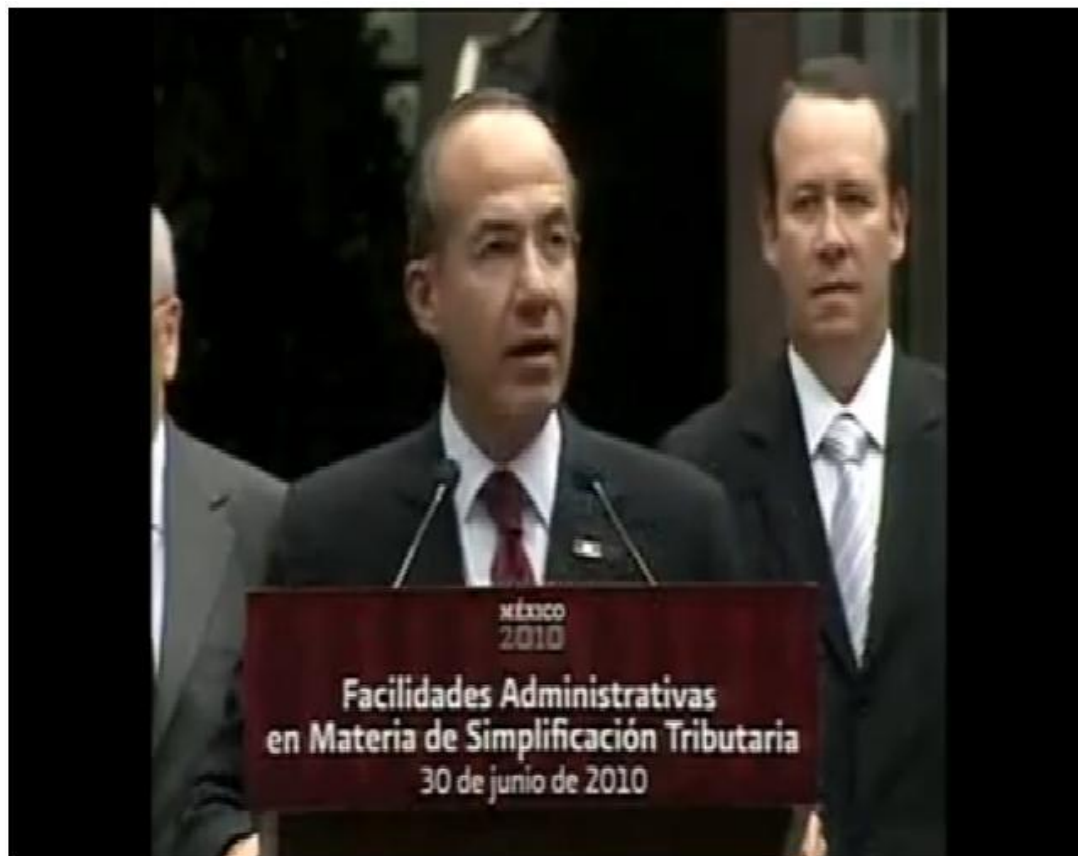 MÉXICO
2010
Facilidades Administrativas
en Materia de Simplificación Tributaria
30 de junio de 2010